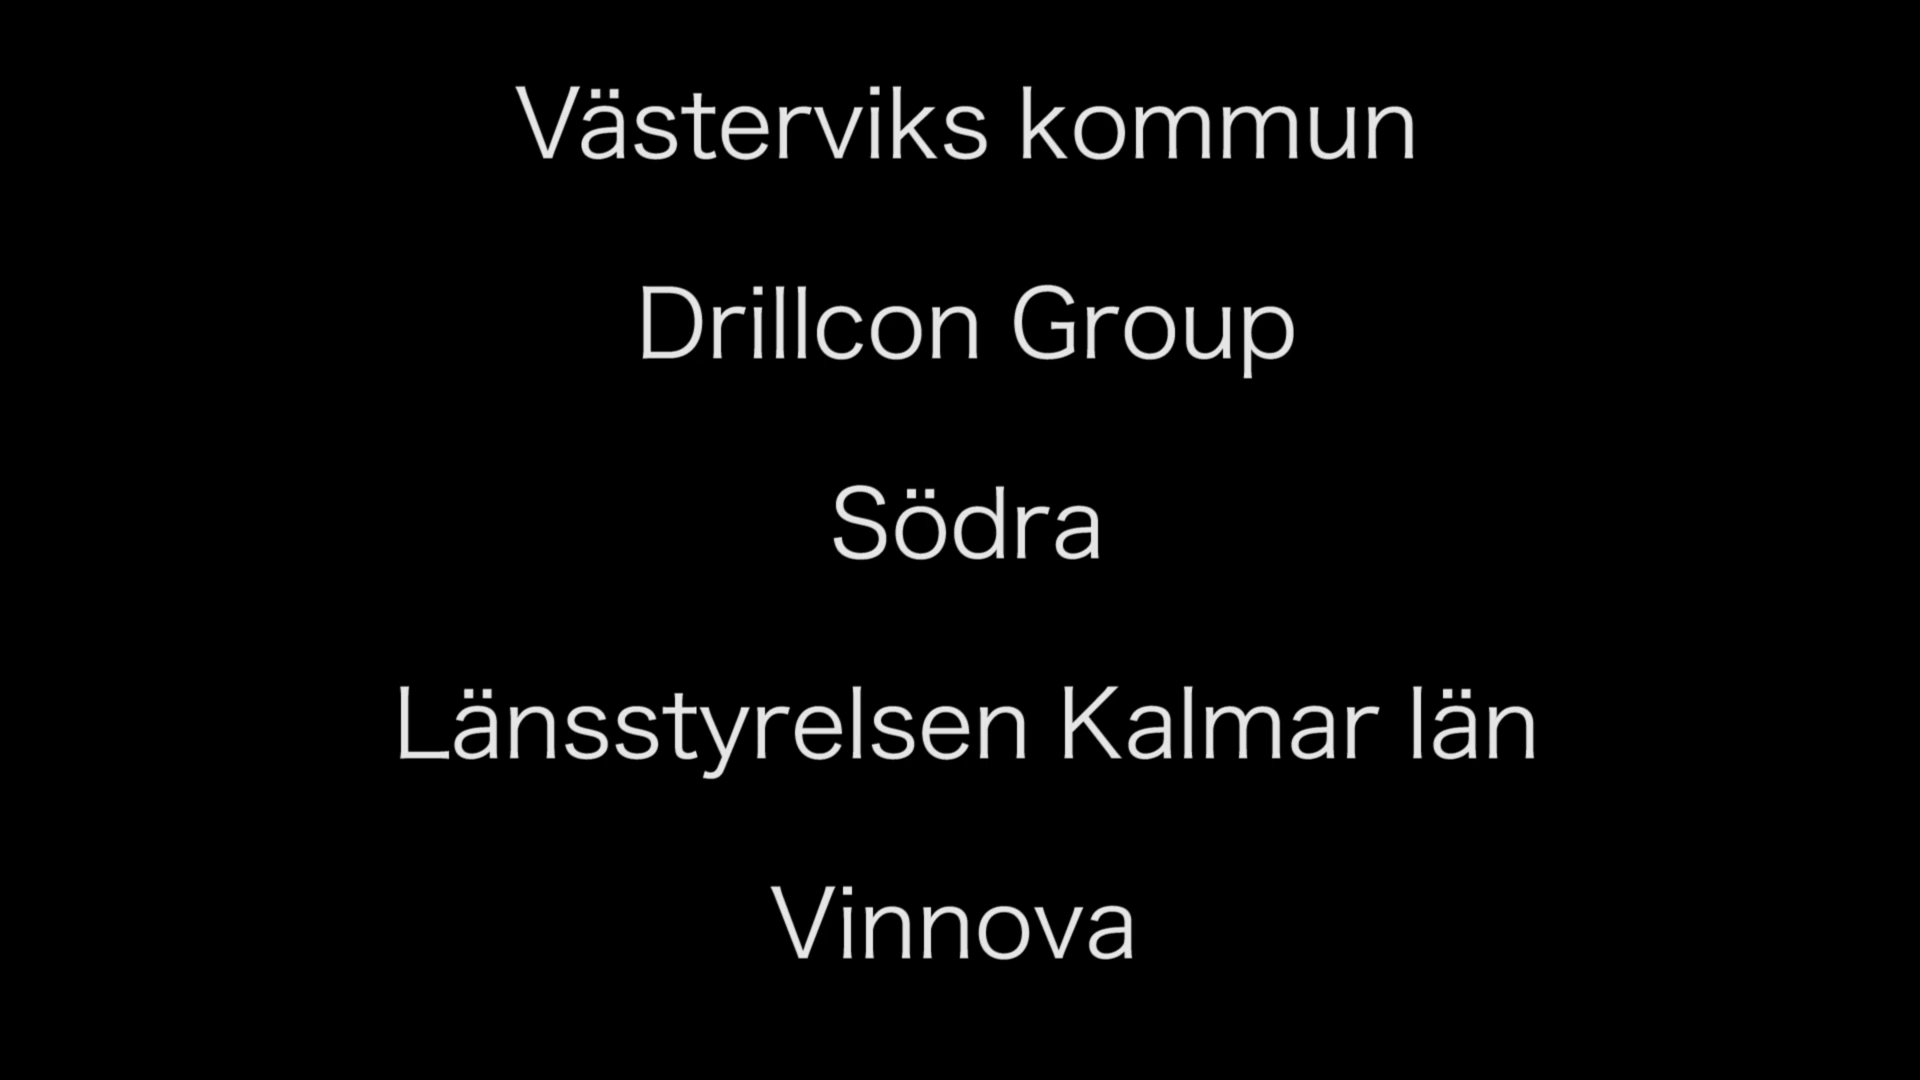 Västerviks kommun
Drillcon Group
Södra
Länsstyrelsen Kalmar län
Vinnova